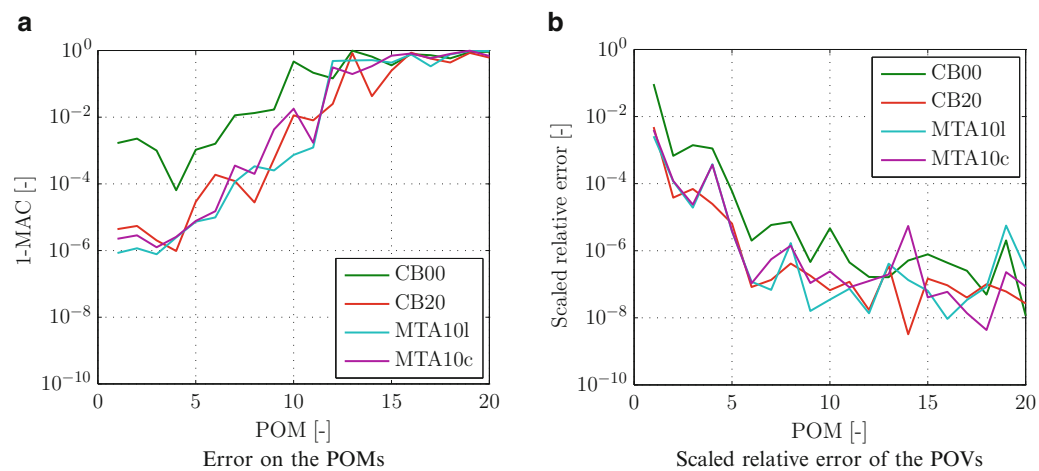 a
10^0
10^-2
10^-4
10^-6
10^-8
10^-10
1-MAC [-]
0 5 10 15 20
POM [-]
CB00
CB20
MTA10l
MTA10c
Error on the POMs
b
10^0
10^-2
10^-4
10^-6
10^-8
10^-10
Scaled relative error [-]
0 5 10 15 20
POM [-]
CB00
CB20
MTA10l
MTA10c
Scaled relative error of the POVs